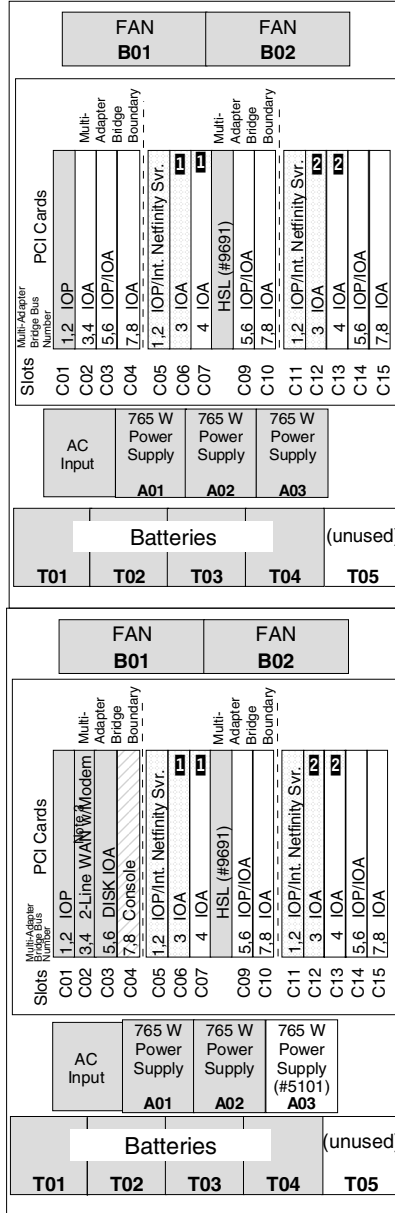 FAN
B01
FAN
B02
Multi-
Adapter
Bridge
Boundary
Multi-
Adapter
Bridge
Boundary
Slots
Multi-Adapter
Bridge Bus
Number
PCI Cards
C01 1,2 IOP
C02 3,4 IOA
C03 5,6 IOP/IOA
C04 7,8 IOA
C05 1,2 IOP/Int. Netfinity Svr.
C06 3 IOA 1
C07 4 IOA 1
HSL (#9691)
C09 5,6 IOP/IOA
C10 7,8 IOA
C11 1,2 IOP/Int. Netfinity Svr.
C12 3 IOA 2
C13 4 IOA 2
C14 5,6 IOP/IOA
C15 7,8 IOA
AC
Input
765 W
Power
Supply
A01
765 W
Power
Supply
A02
765 W
Power
Supply
A03
Batteries
(unused)
T01 T02 T03 T04 T05
FAN
B01
FAN
B02
Multi-
Adapter
Bridge
Boundary
Multi-
Adapter
Bridge
Boundary
Slots
Multi-Adapter
Bridge Bus
Number
PCI Cards
C01 1,2 IOP
C02 3,4 2-Line WAN w/Modem
C03 5,6 DISK IOA
C04 7,8 Console
C05 1,2 IOP/Int. Netfinity Svr.
C06 3 IOA 1
C07 4 IOA 1
HSL (#9691)
C09 5,6 IOP/IOA
C10 7,8 IOA
C11 1,2 IOP/Int. Netfinity Svr.
C12 3 IOA 2
C13 4 IOA 2
C14 5,6 IOP/IOA
C15 7,8 IOA
AC
Input
765 W
Power
Supply
A01
765 W
Power
Supply
A02
765 W
Power
Supply
(#5101)
A03
Batteries
(unused)
T01 T02 T03 T04 T05